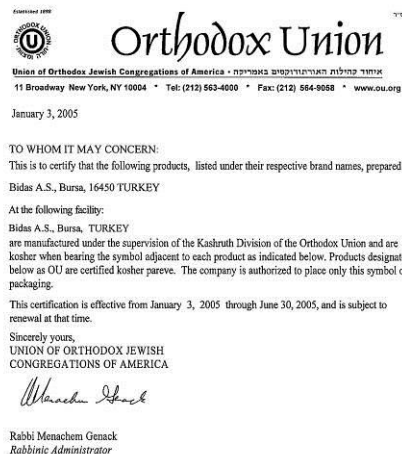 Established 1898
Orthodox Union
Union of Orthodox Jewish Congregations of America • איחוד קהילות האורתודוקסים באמריקה
11 Broadway New York, NY 10004 * Tel: (212) 563-4000 * Fax: (212) 564-9058 * www.ou.org
January 3, 2005
TO WHOM IT MAY CONCERN:
This is to certify that the following products, listed under their respective brand names, prepared
Bidas A.S., Bursa, 16450 TURKEY
At the following facility:
Bidas A.S., Bursa, TURKEY
are manufactured under the supervision of the Kashruth Division of the Orthodox Union and are
kosher when bearing the symbol adjacent to each product as indicated below. Products designat
below as OU are certified kosher pareve. The company is authorized to place only this symbol o
packaging.
This certification is effective from January 3, 2005 through June 30, 2005, and is subject to
renewal at that time.
Sincerely yours,
UNION OF ORTHODOX JEWISH
CONGREGATIONS OF AMERICA
Menachem Genack
Rabbi Menachem Genack
Rabbinic Administrator